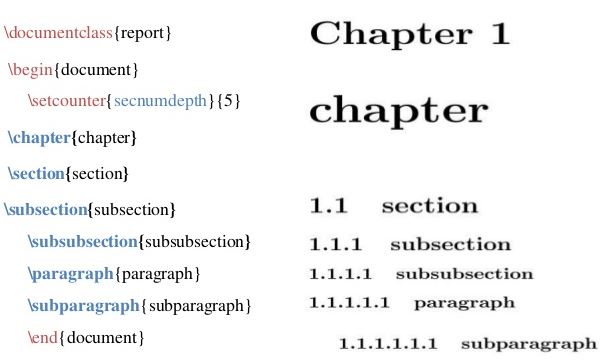 \documentclass{report}
\begin{document}
\setcounter{secnumdepth}{5}
\chapter{chapter}
\section{section}
\subsection{subsection}
\subsubsection{subsubsection}
\paragraph{paragraph}
\subparagraph{subparagraph}
\end{document}
Chapter 1
chapter
1.1 section
1.1.1 subsection
1.1.1.1 subsubsection
1.1.1.1.1 paragraph
1.1.1.1.1.1 subparagraph